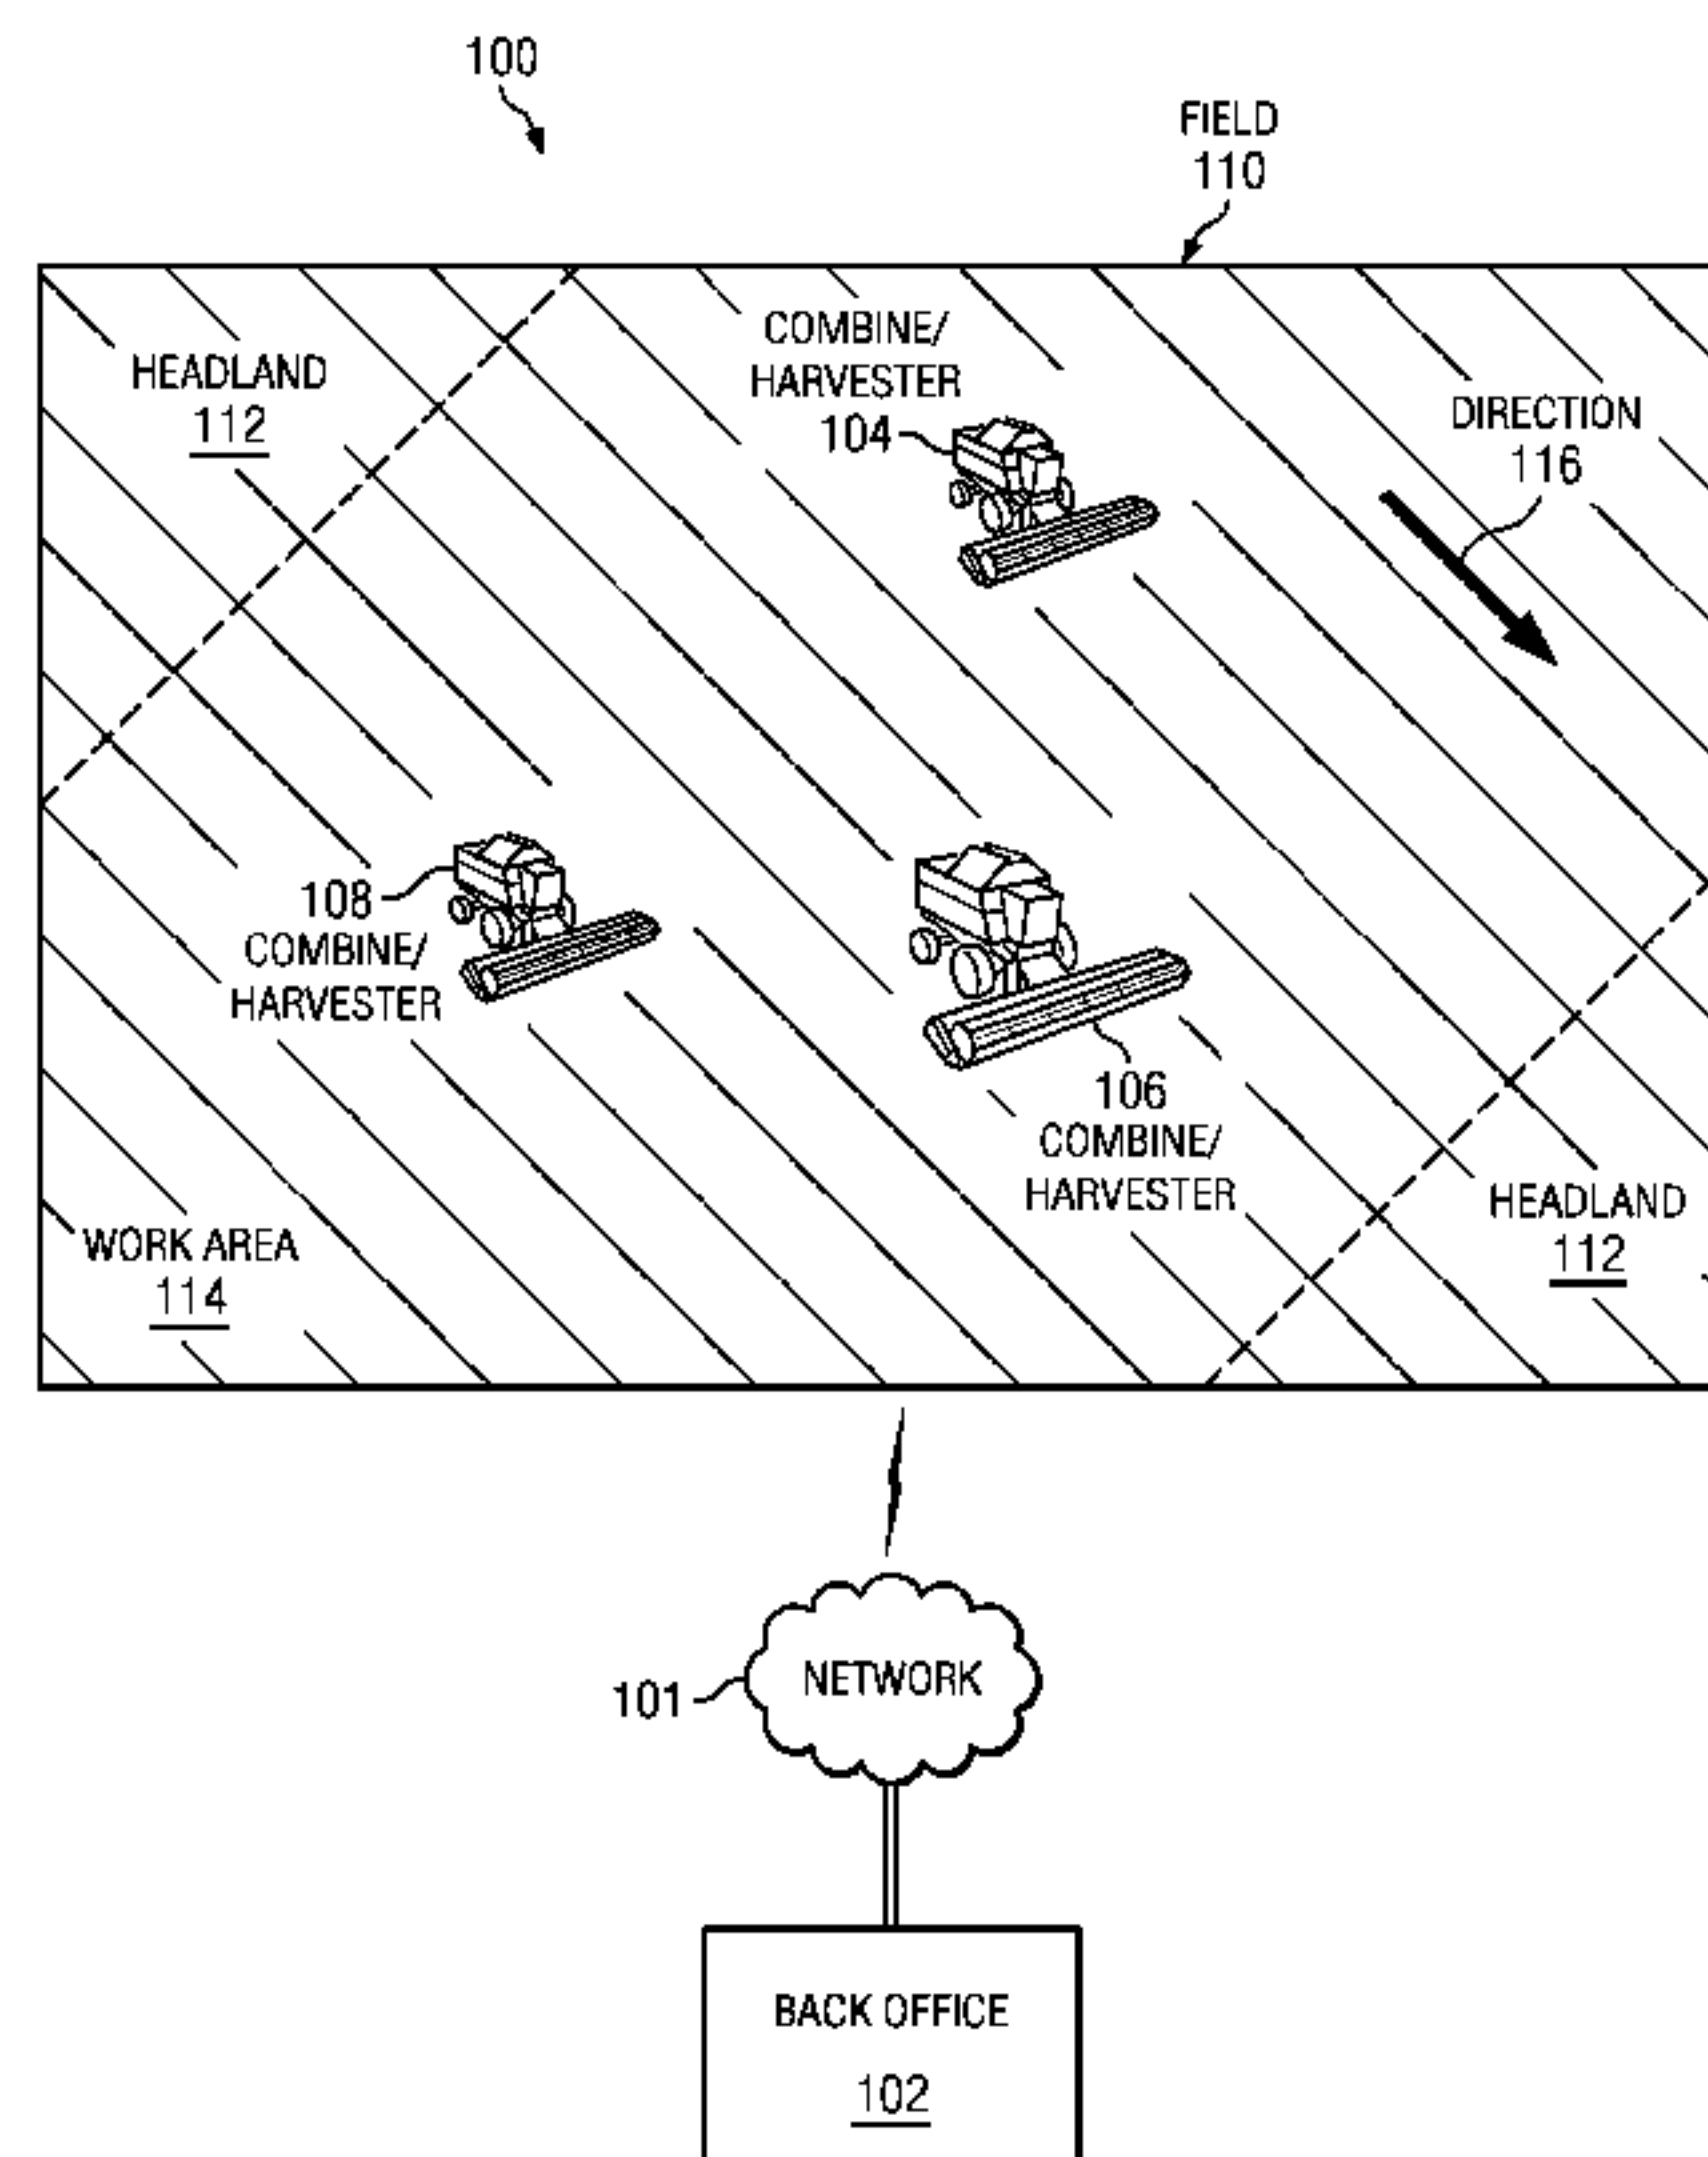 100
FIELD
110
COMBINE/
HARVESTER
104
HEADLAND
112
DIRECTION
116
108
COMBINE/
HARVESTER
106
COMBINE/
HARVESTER
HEADLAND
112
WORK AREA
114
101
NETWORK
BACK OFFICE
102